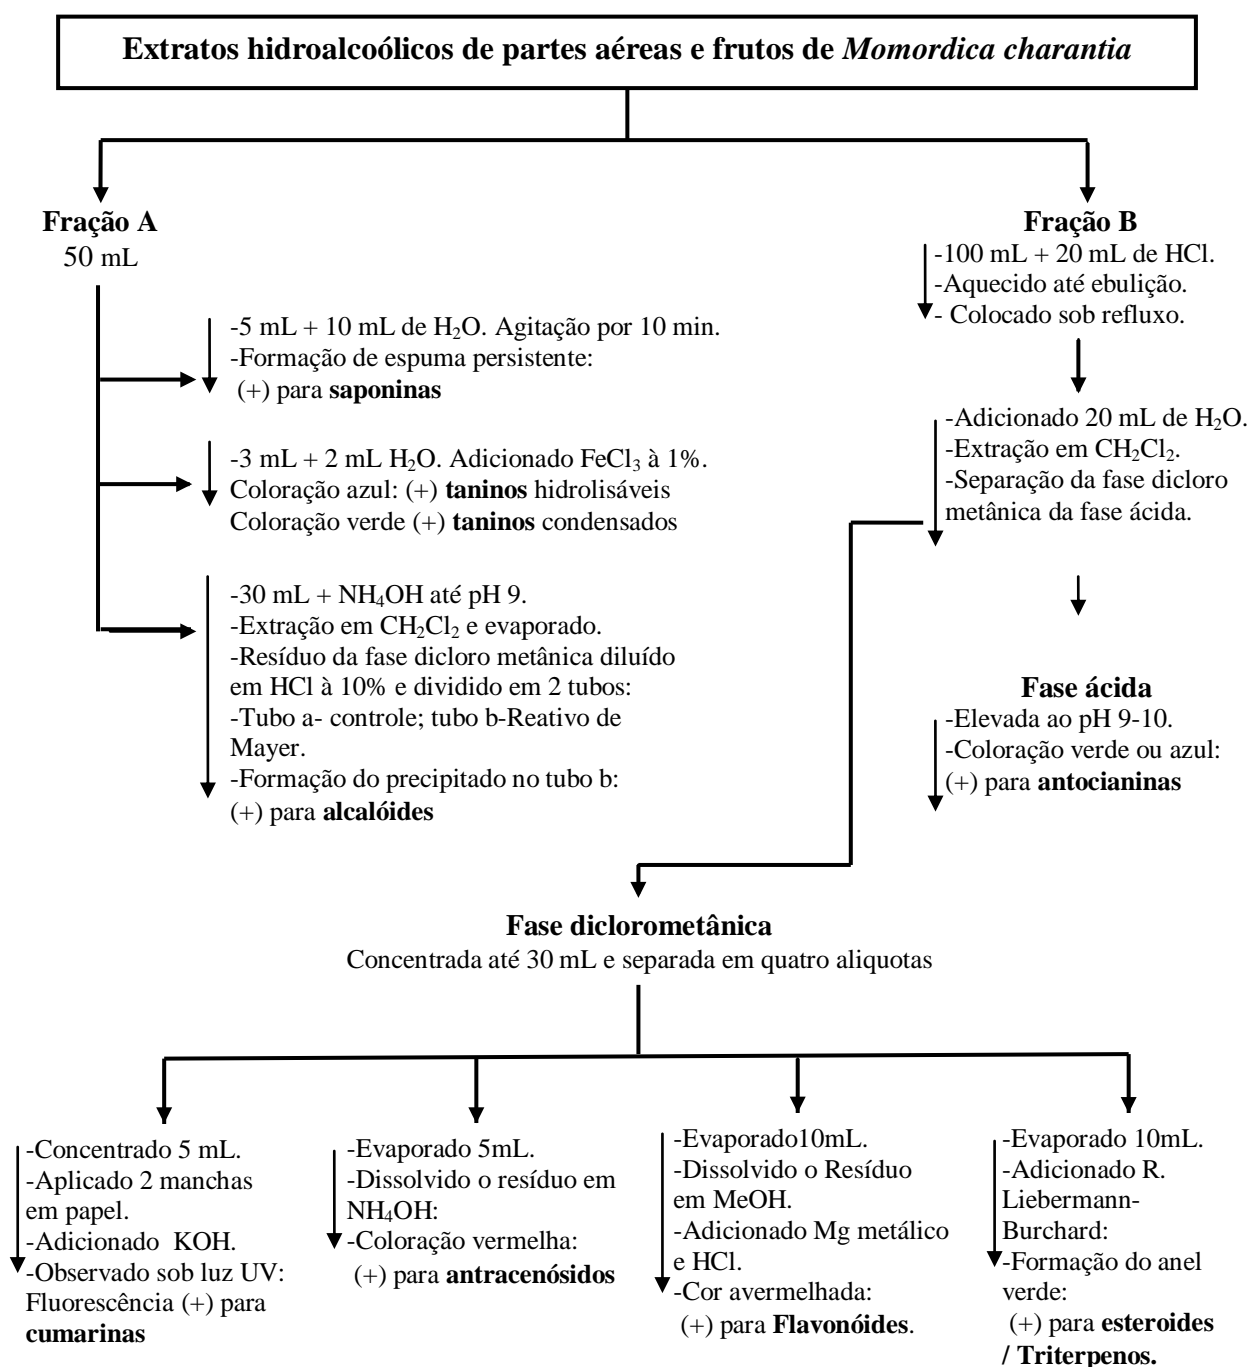 Extratos hidroalcoólicos de partes aéreas e frutos de Momordica charantia
Fração A
50 mL
-5 mL + 10 mL de H₂O. Agitação por 10 min.
-Formação de espuma persistente:
(+) para saponinas
-3 mL + 2 mL H₂O. Adicionado FeCl₃ à 1%.
Coloração azul: (+) taninos hidrolisáveis
Coloração verde (+) taninos condensados
-30 mL + NH₄OH até pH 9.
-Extração em CH₂Cl₂ e evaporado.
-Resíduo da fase dicloro metânica diluído
em HCl à 10% e dividido em 2 tubos:
-Tubo a- controle; tubo b-Reativo de
Mayer.
-Formação do precipitado no tubo b:
(+) para alcalóides
Fração B
-100 mL + 20 mL de HCl.
-Aquecido até ebulição.
- Colocado sob refluxo.
-Adicionado 20 mL de H₂O.
-Extração em CH₂Cl₂.
-Separação da fase dicloro
metânica da fase ácida.
Fase ácida
-Elevada ao pH 9-10.
-Coloração verde ou azul:
(+) para antocianinas
Fase diclorometânica
Concentrada até 30 mL e separada em quatro aliquotas
-Concentrado 5 mL.
-Aplicado 2 manchas
em papel.
-Adicionado KOH.
-Observado sob luz UV:
Fluorescência (+) para
cumarinas
-Evaporado 5mL.
-Dissolvido o resíduo em
NH₄OH:
-Coloração vermelha:
(+) para antracenósidos
-Evaporado10mL.
-Dissolvido o Resíduo
em MeOH.
-Adicionado Mg metálico
e HCl.
-Cor avermelhada:
(+) para Flavonóides.
-Evaporado 10mL.
-Adicionado R.
Liebermann-
Burchard:
-Formação do anel
verde:
(+) para esteroides
/ Triterpenos.